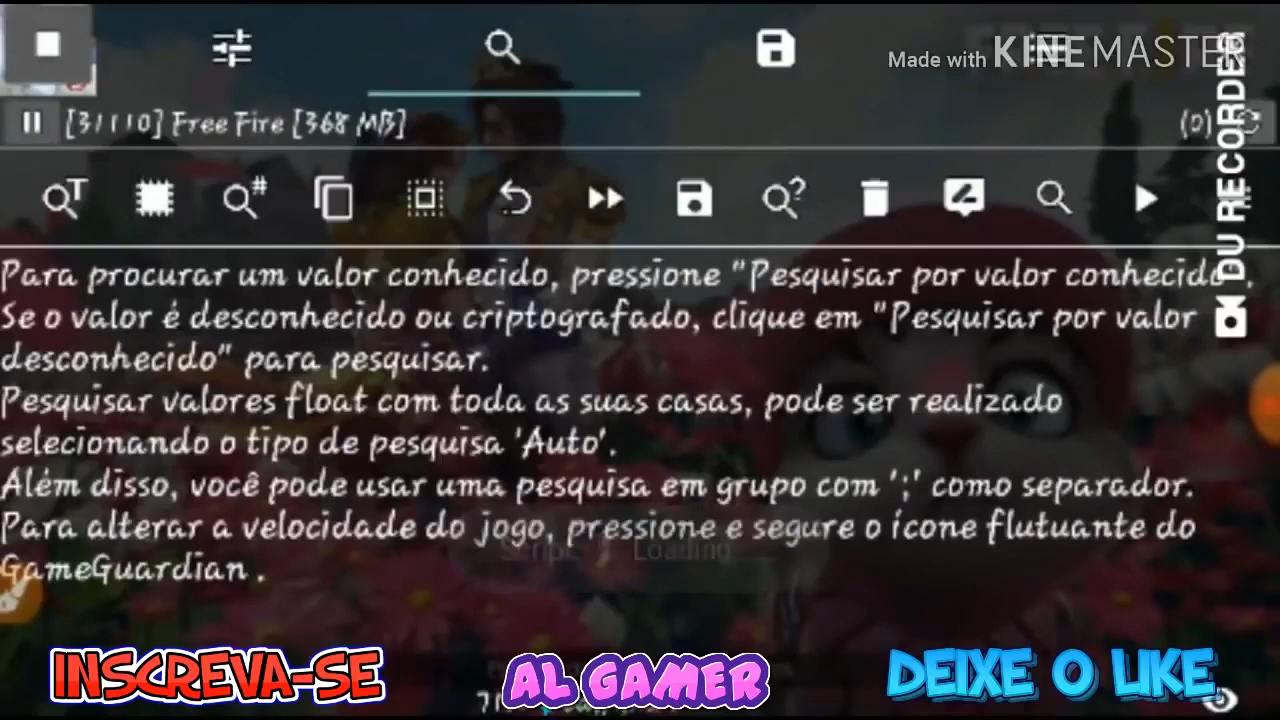 Made with KINEMASTER
DU RECORDER
[31110] Free Fire [368 MB]
(0)
Para procurar um valor conhecido, pressione "Pesquisar por valor conhecido".
Se o valor é desconhecido ou criptografado, clique em "Pesquisar por valor
desconhecido" para pesquisar.
Pesquisar valores float com toda as suas casas, pode ser realizado
selecionando o tipo de pesquisa 'Auto'.
Além disso, você pode usar uma pesquisa em grupo com ';' como separador.
Para alterar a velocidade do jogo, pressione e segure o ícone flutuante do
Script Loading
GameGuardian .
INSCREVA-SE
AL GAMER
DEIXE O LIKE